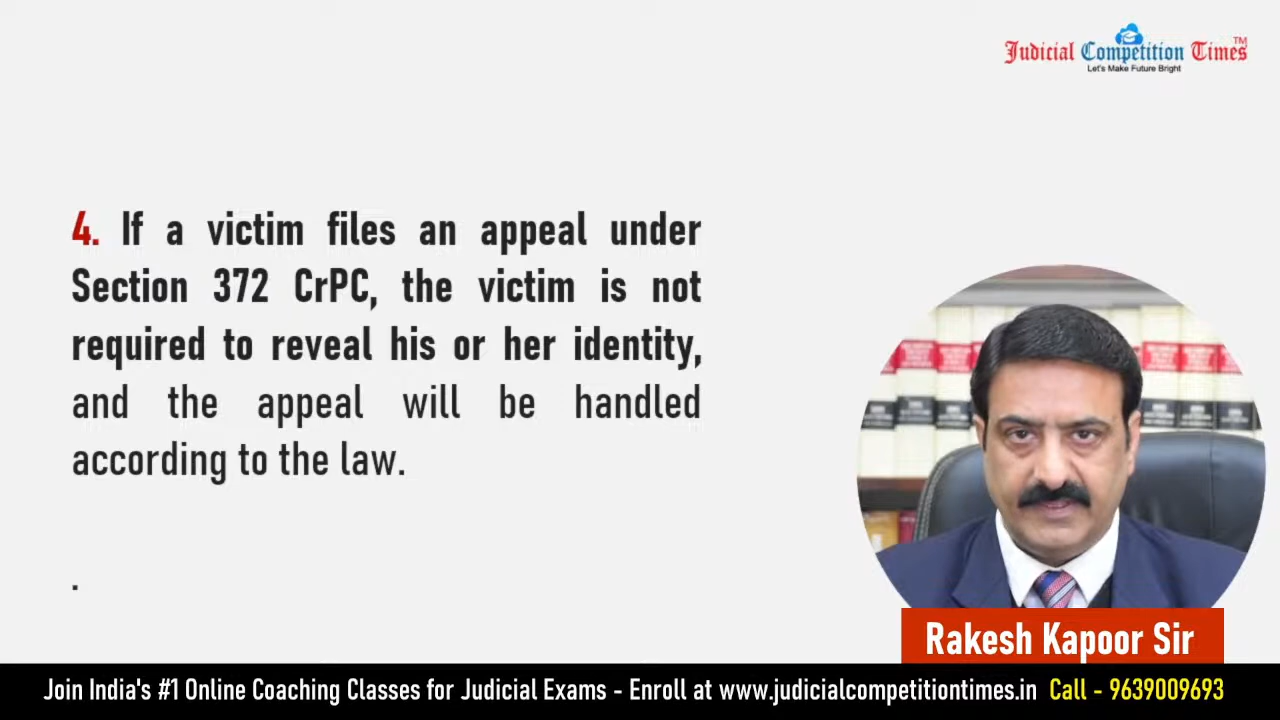 Judicial Competition Times™
Let's Make Future Bright
4. If a victim files an appeal under
Section 372 CrPC, the victim is not
required to reveal his or her identity,
and the appeal will be handled
according to the law.
.
Rakesh Kapoor Sir
Join India's #1 Online Coaching Classes for Judicial Exams - Enroll at www.judicialcompetitiontimes.in Call - 9639009693